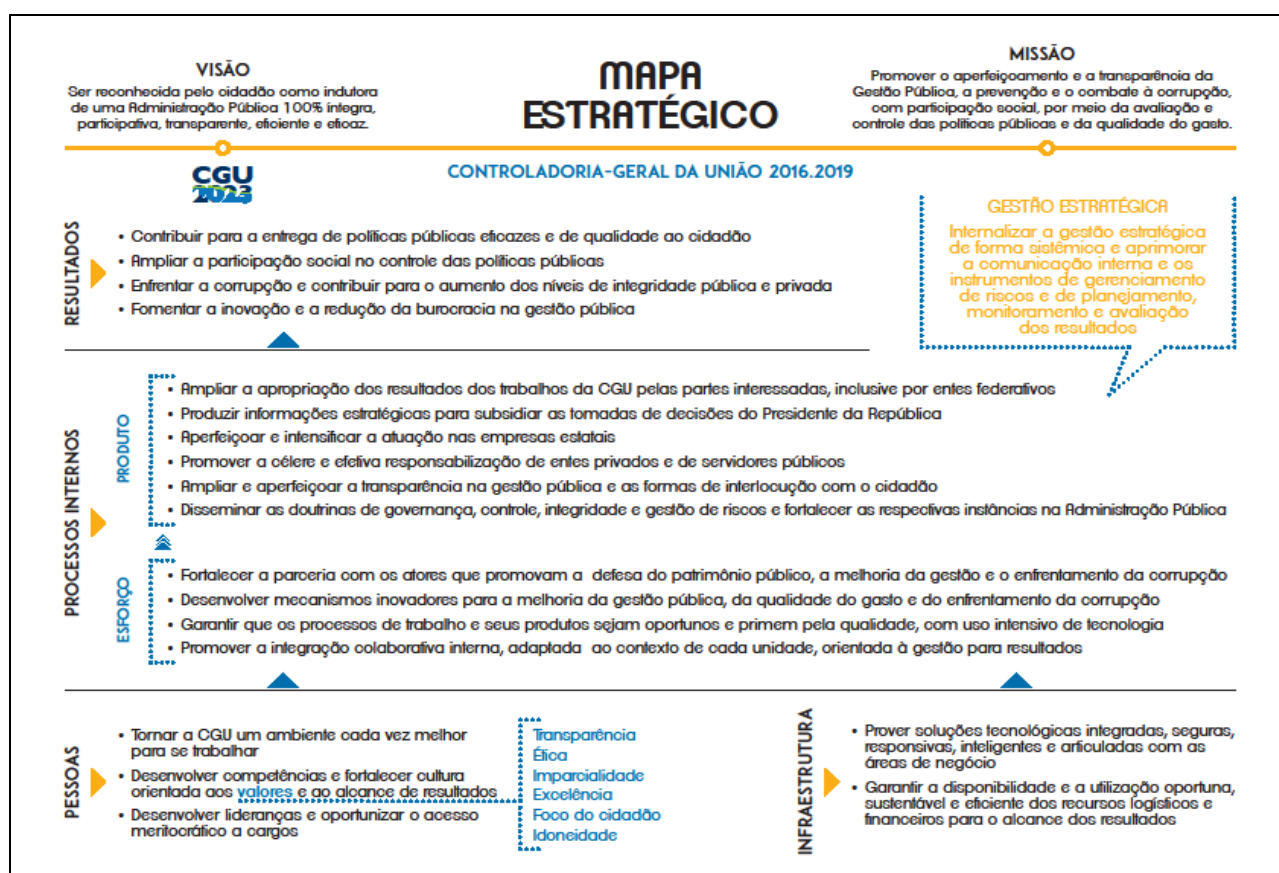 VISÃO
Ser reconhecida pelo cidadão como indutora
de uma Administração Pública 100% íntegra,
participativa, transparente, eficiente e eficaz.
MAPA
ESTRATÉGICO
MISSÃO
Promover o aperfeiçoamento e a transparência da
Gestão Pública, a prevenção e o combate à corrupção,
com participação social, por meio da avaliação e
controle das políticas públicas e da qualidade do gasto.
CGU
CONTROLADORIA-GERAL DA UNIÃO 2016.2019
GESTÃO ESTRATÉGICA
Internalizar a gestão estratégica
de forma sistêmica e aprimorar
a comunicação interna e os
instrumentos de gerenciamento
de riscos e de planejamento,
monitoramento e avaliação
dos resultados
RESULTADOS
• Contribuir para a entrega de políticas públicas eficazes e de qualidade ao cidadão
• Ampliar a participação social no controle das políticas públicas
• Enfrentar a corrupção e contribuir para o aumento dos níveis de integridade pública e privada
• Fomentar a inovação e a redução da burocracia na gestão pública
PROCESSOS INTERNOS
PRODUTO
• Ampliar a apropriação dos resultados dos trabalhos da CGU pelas partes interessadas, inclusive por entes federativos
• Produzir informações estratégicas para subsidiar as tomadas de decisões do Presidente da República
• Aperfeiçoar e intensificar a atuação nas empresas estatais
• Promover a célere e efetiva responsabilização de entes privados e de servidores públicos
• Ampliar e aperfeiçoar a transparência na gestão pública e as formas de interlocução com o cidadão
• Disseminar as doutrinas de governança, controle, integridade e gestão de riscos e fortalecer as respectivas instâncias na Administração Pública
ESFORÇO
• Fortalecer a parceria com os atores que promovam a defesa do patrimônio público, a melhoria da gestão e o enfrentamento da corrupção
• Desenvolver mecanismos inovadores para a melhoria da gestão pública, da qualidade do gasto e do enfrentamento da corrupção
• Garantir que os processos de trabalho e seus produtos sejam oportunos e primem pela qualidade, com uso intensivo de tecnologia
• Promover a integração colaborativa interna, adaptada ao contexto de cada unidade, orientada à gestão para resultados
PESSOAS
• Tornar a CGU um ambiente cada vez melhor
para se trabalhar
• Desenvolver competências e fortalecer cultura
orientada aos valores e ao alcance de resultados
• Desenvolver lideranças e oportunizar o acesso
meritocrático a cargos
Transparência
Ética
Imparcialidade
Excelência
Foco do cidadão
Idoneidade
INFRAESTRUTURA
• Prover soluções tecnológicas integradas, seguras,
responsivas, inteligentes e articuladas com as
áreas de negócio
• Garantir a disponibilidade e a utilização oportuna,
sustentável e eficiente dos recursos logísticos e
financeiros para o alcance dos resultados